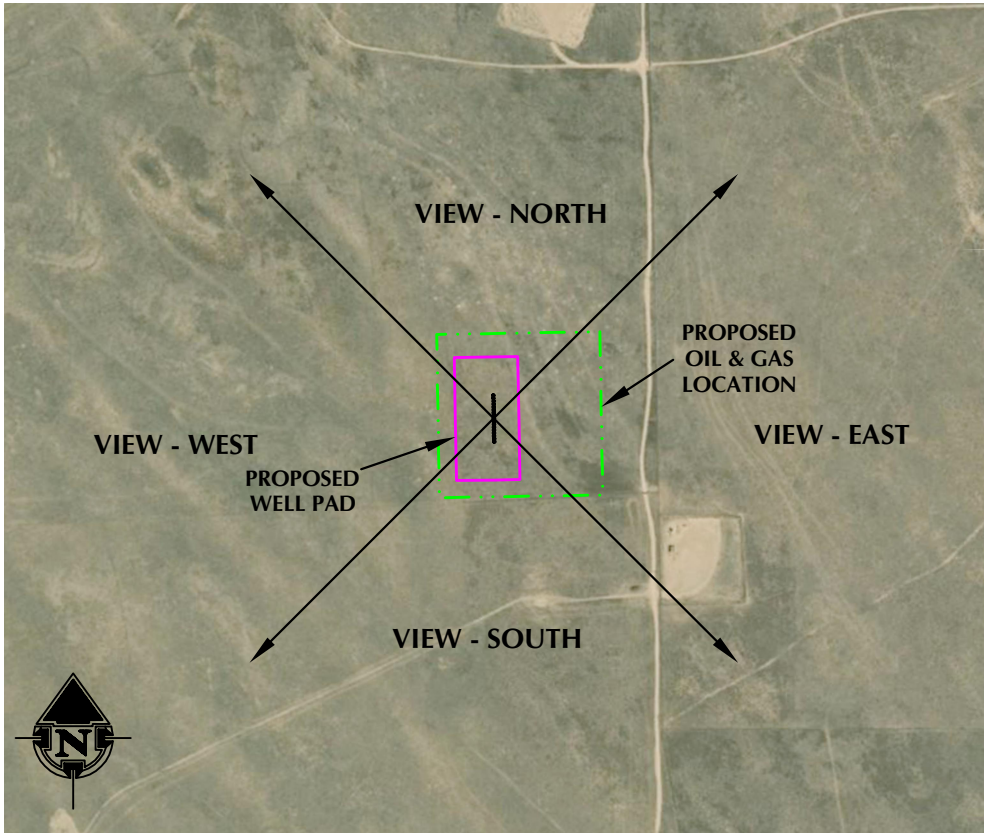 VIEW - NORTH
PROPOSED
OIL & GAS
LOCATION
VIEW - WEST
VIEW - EAST
PROPOSED
WELL PAD
VIEW - SOUTH
N